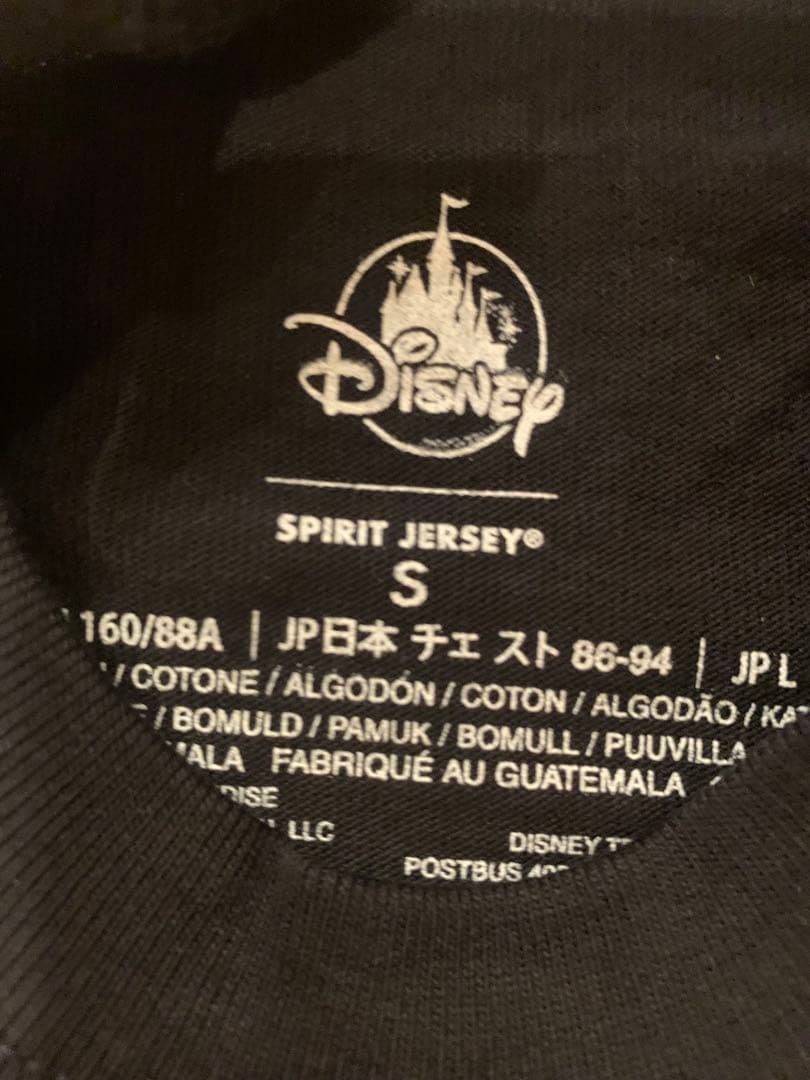 Disney
SPIRIT JERSEY®
S
160/88A | JP日本 チェスト 86-94 | JP L
/ COTONE / ALGODÓN / COTON / ALGODÃO /
/ BOMULD / PAMUK / BOMULL / PUUVILLA
FABRIQUÉ AU GUATEMALA
LLC
DISNEY
POSTBUS